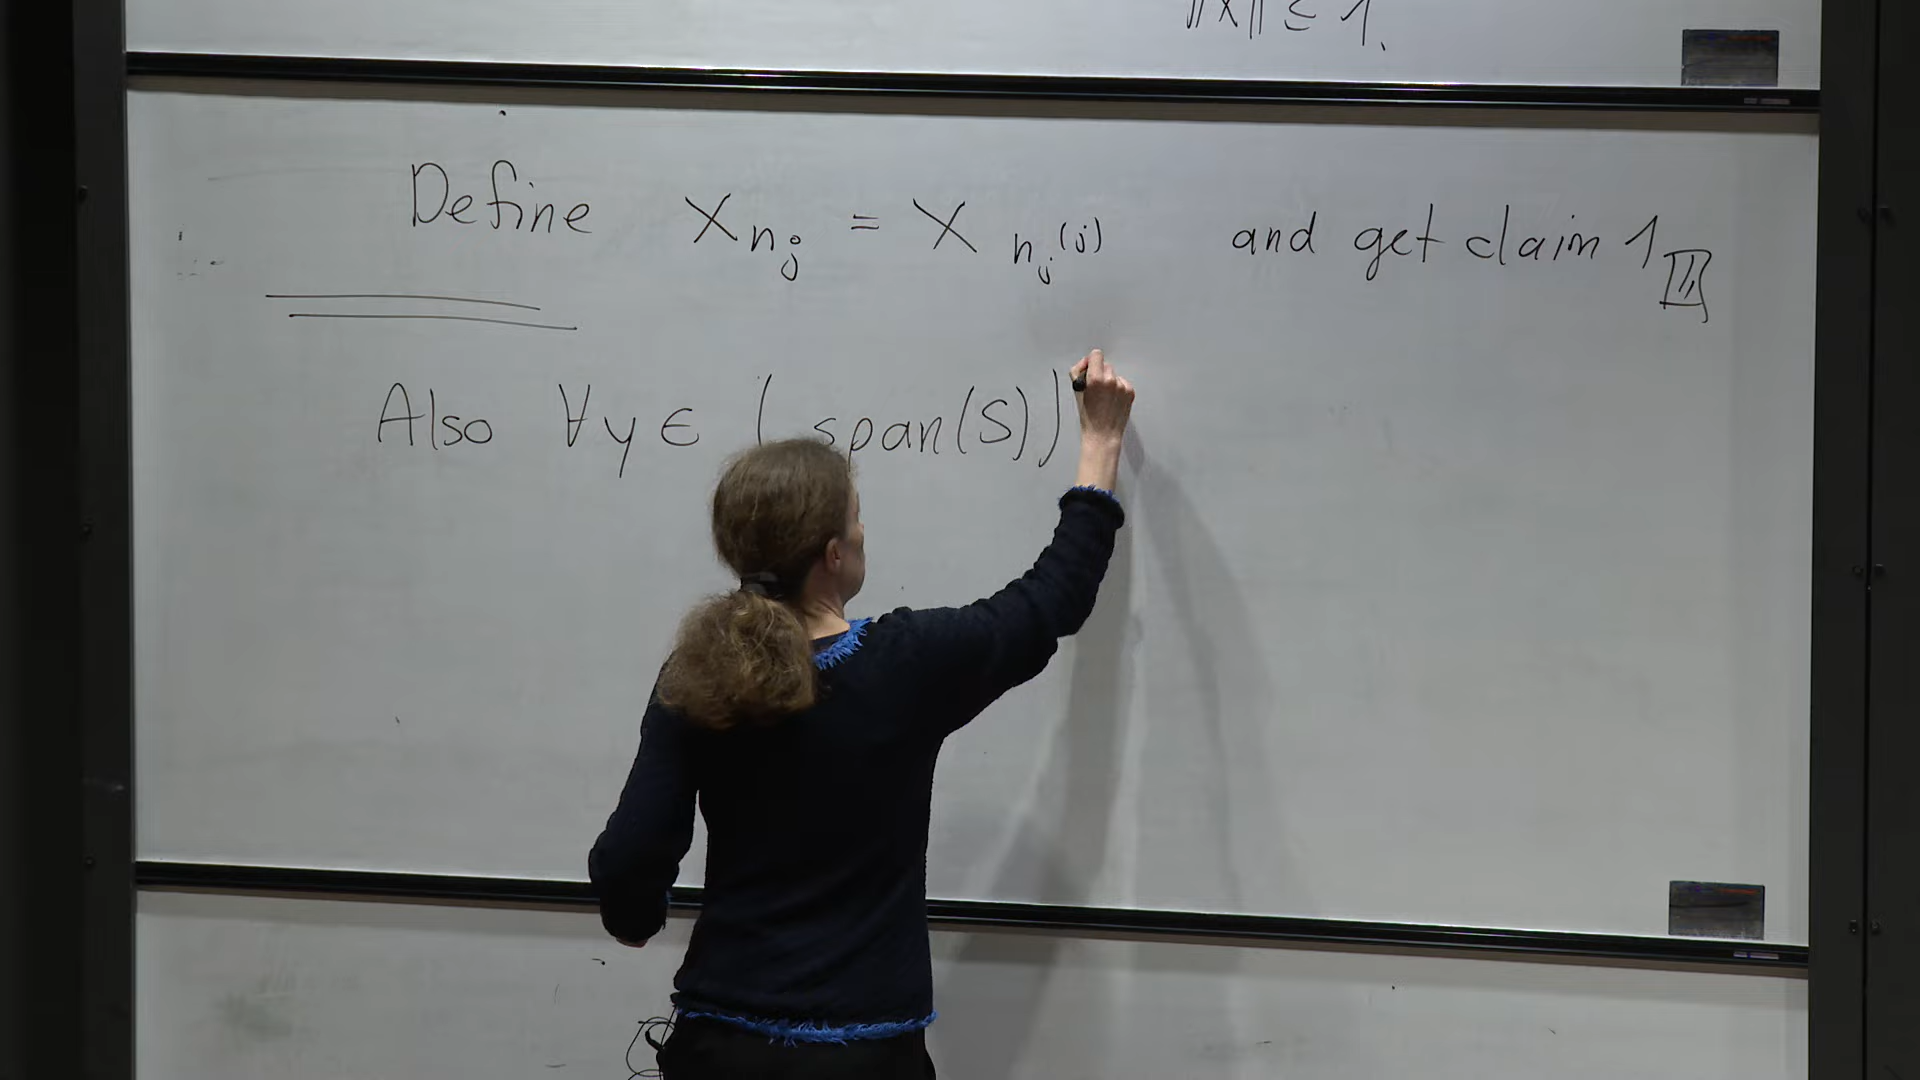 ||x|| ≤ 1.
Define x_{n_j} = x_{n_j^{(j)}} and get claim 1
Also ∀y ∈ (span(S))